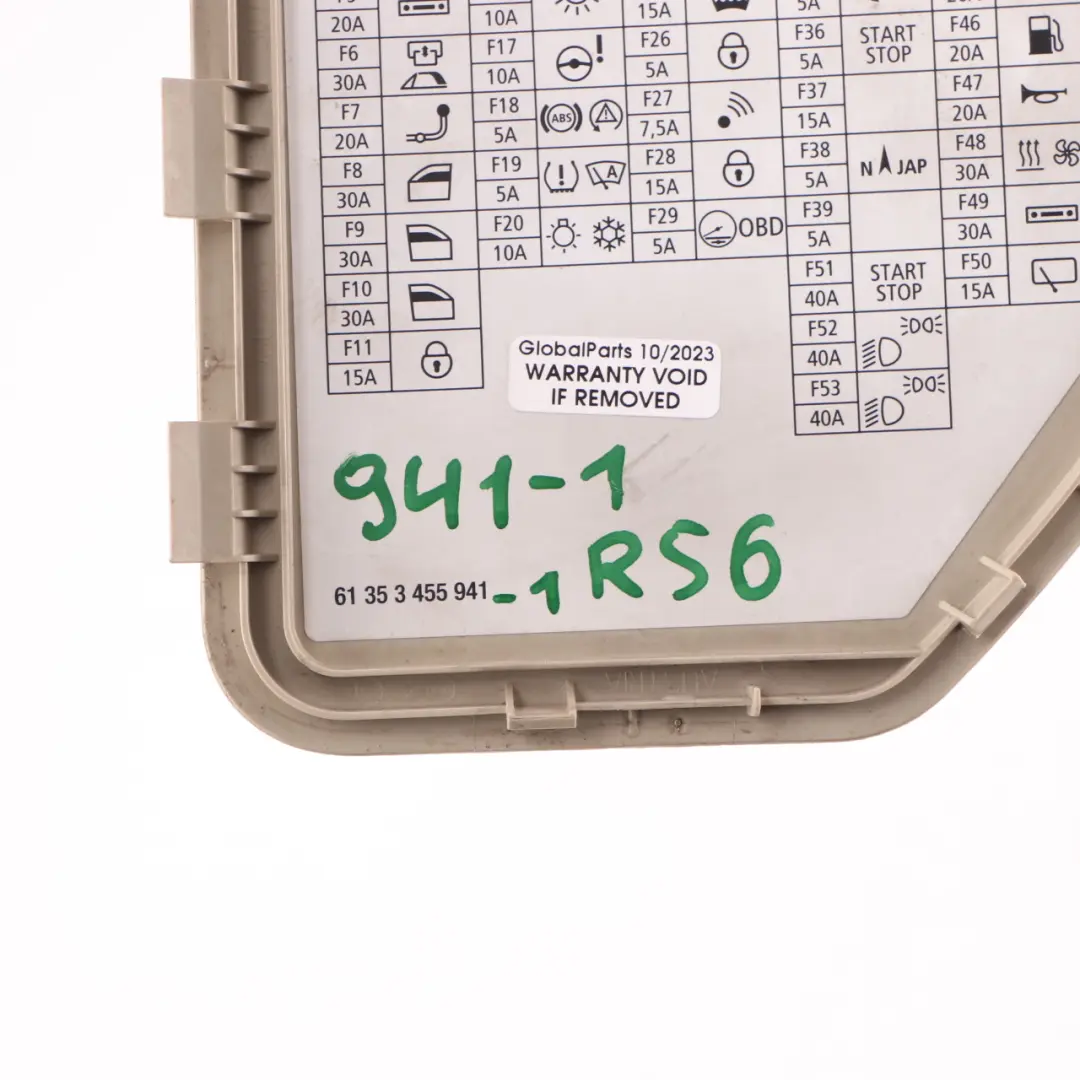 20A
F6
30A
F7
20A
F8
30A
F9
30A
F10
30A
F11
15A
10A
F17
10A
F18
5A
ABS
F19
5A
A
F20
10A
15A
F26
5A
F27
7,5A
F28
15A
F29
5A
OBD
5A
F36
5A
START
STOP
F37
15A
F38
5A
N JAP
F39
5A
F51
40A
START
STOP
F52
40A
F53
40A
F46
20A
F47
20A
F48
30A
F49
30A
F50
15A
GlobalParts 10/2023
WARRANTY VOID
IF REMOVED
941-1
61 35 3 455 941 -1 RS6